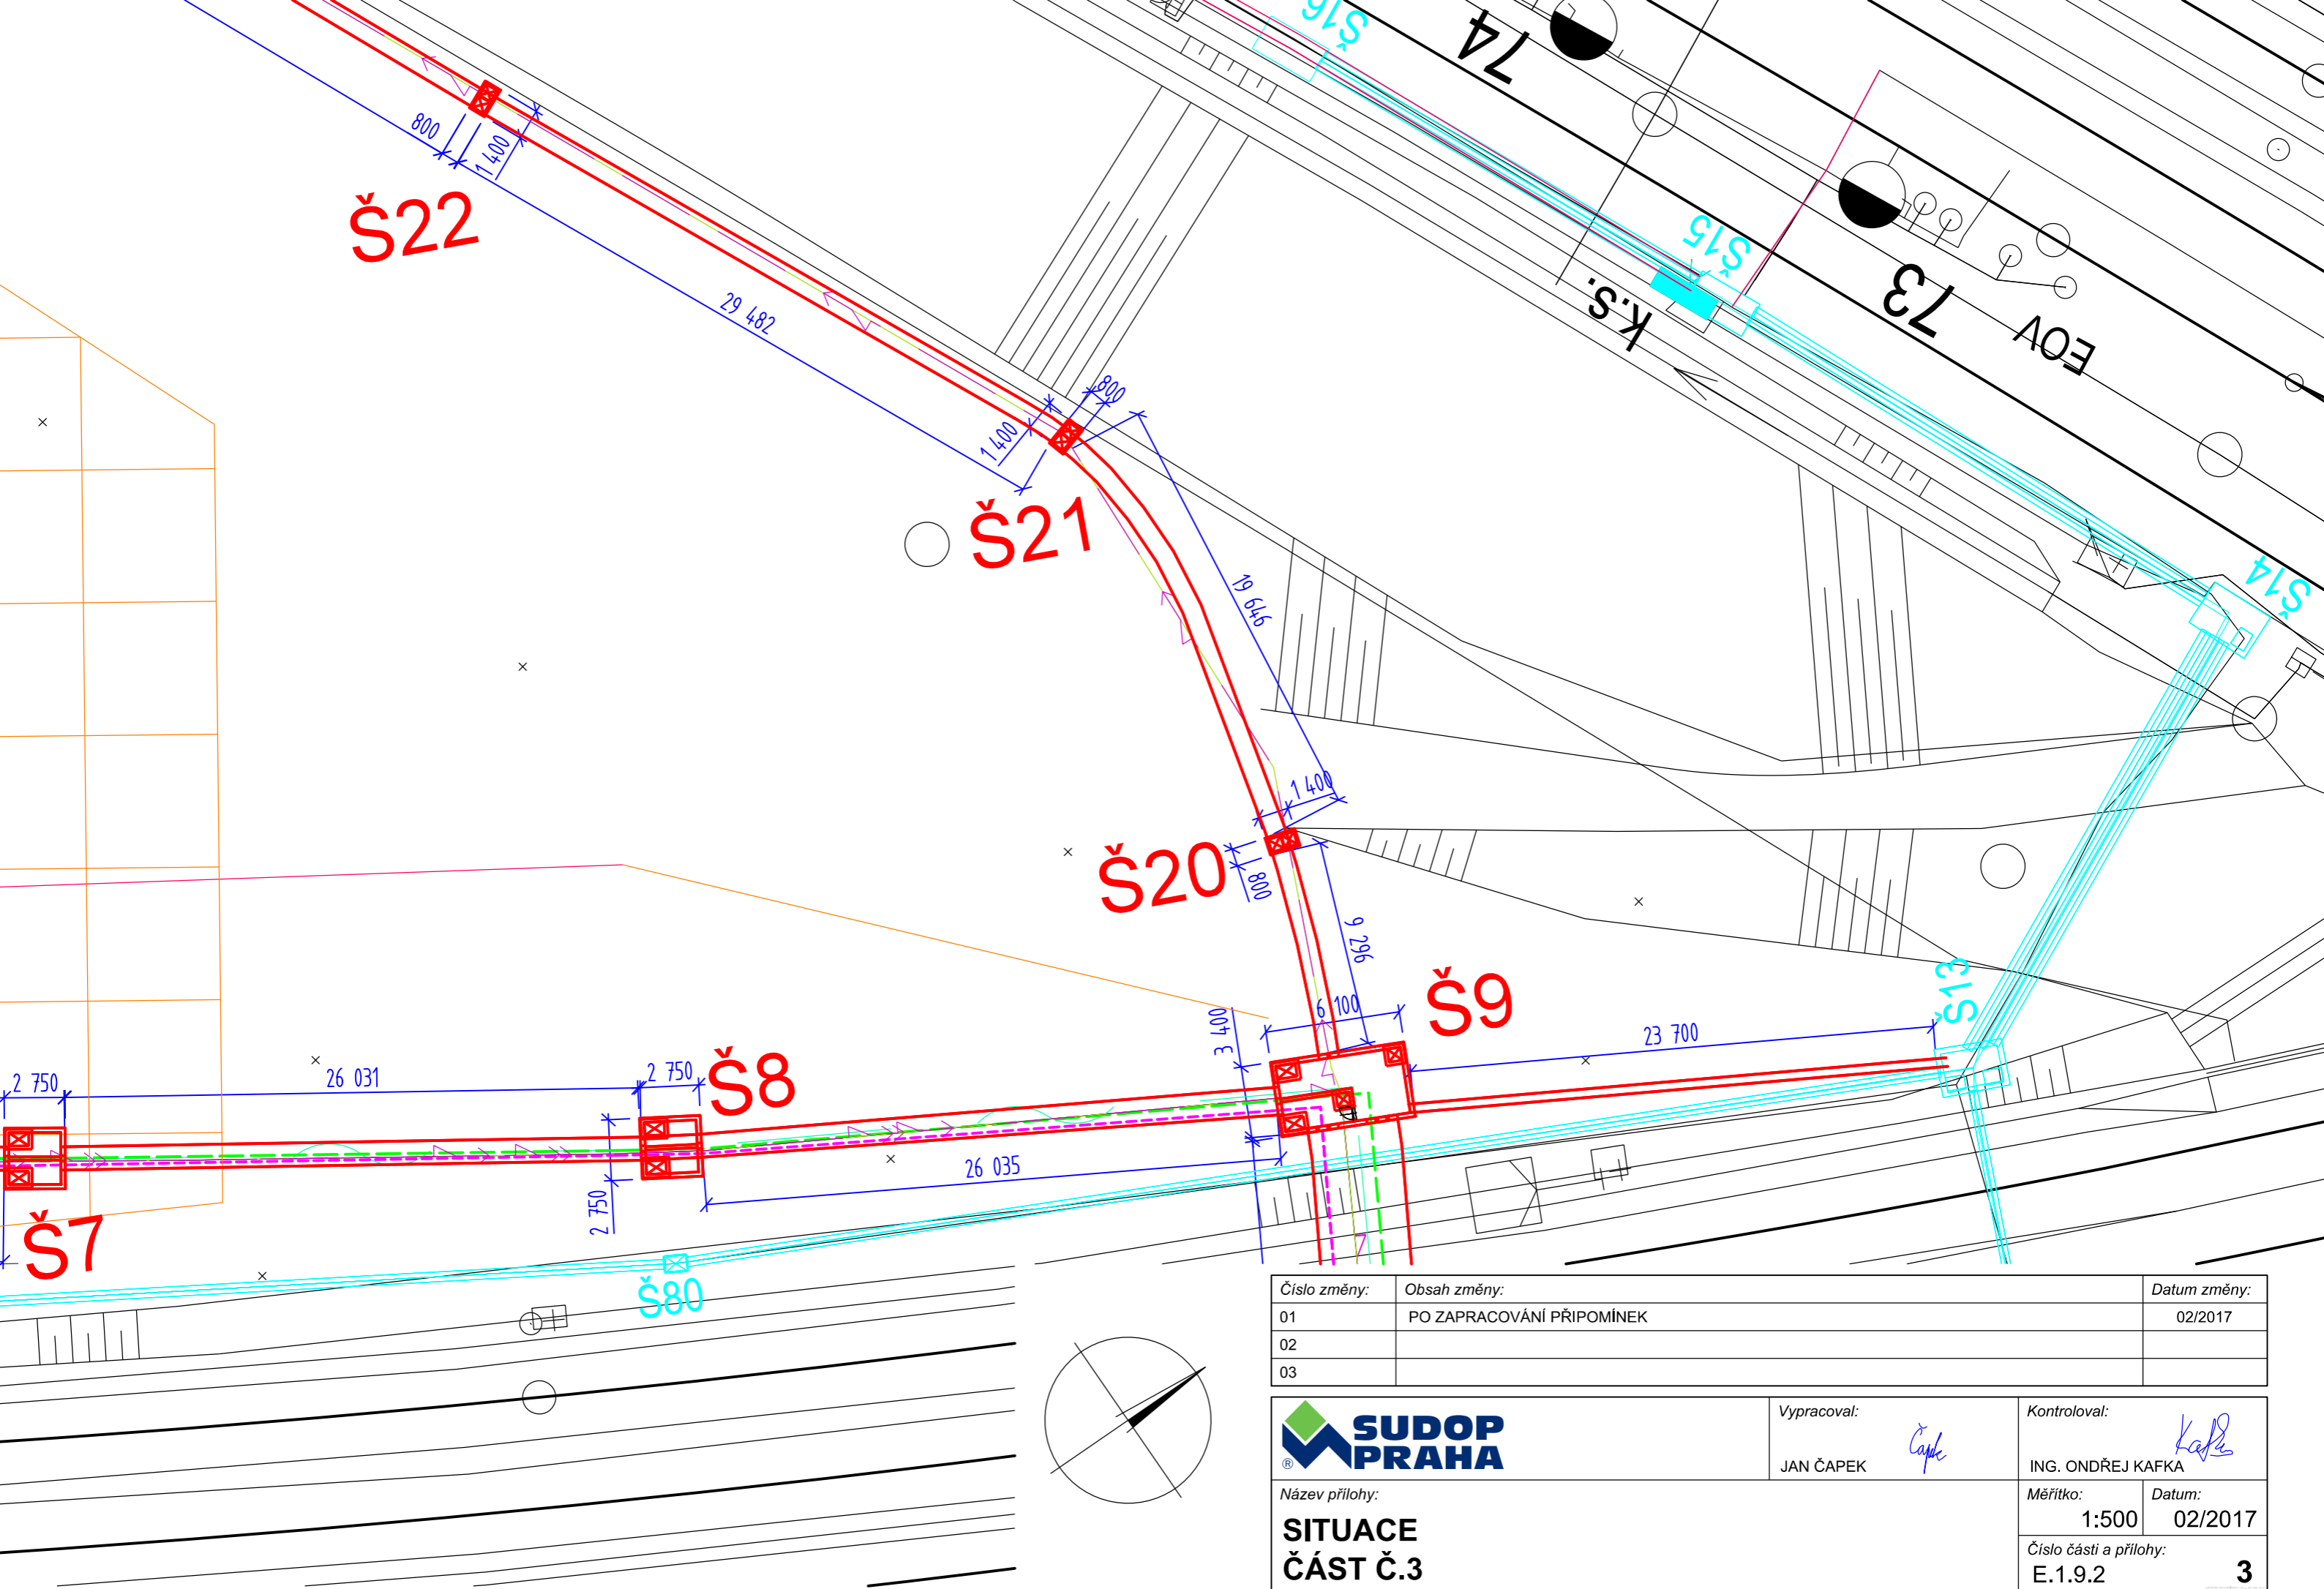 Š16
74
800
1 400
Š22
Š15
73
k.s.
EOV
29 482
800
1 400
Š21
Š14
19 646
1 400
Š20
800
9 296
Š9
Š13
6 100
3 400
23 700
2 750
26 031
2 750
Š8
26 035
2 750
Š7
Š80
Číslo změny: Obsah změny: Datum změny:
01 PO ZAPRACOVÁNÍ PŘIPOMÍNEK 02/2017
02
03
SUDOP
PRAHA
®
Vypracoval:
Čapek
JAN ČAPEK
Kontroloval:
Kafka
ING. ONDŘEJ KAFKA
Název přílohy:
SITUACE
ČÁST Č.3
Měřítko: Datum:
1:500 02/2017
Číslo části a přílohy:
E.1.9.2 3